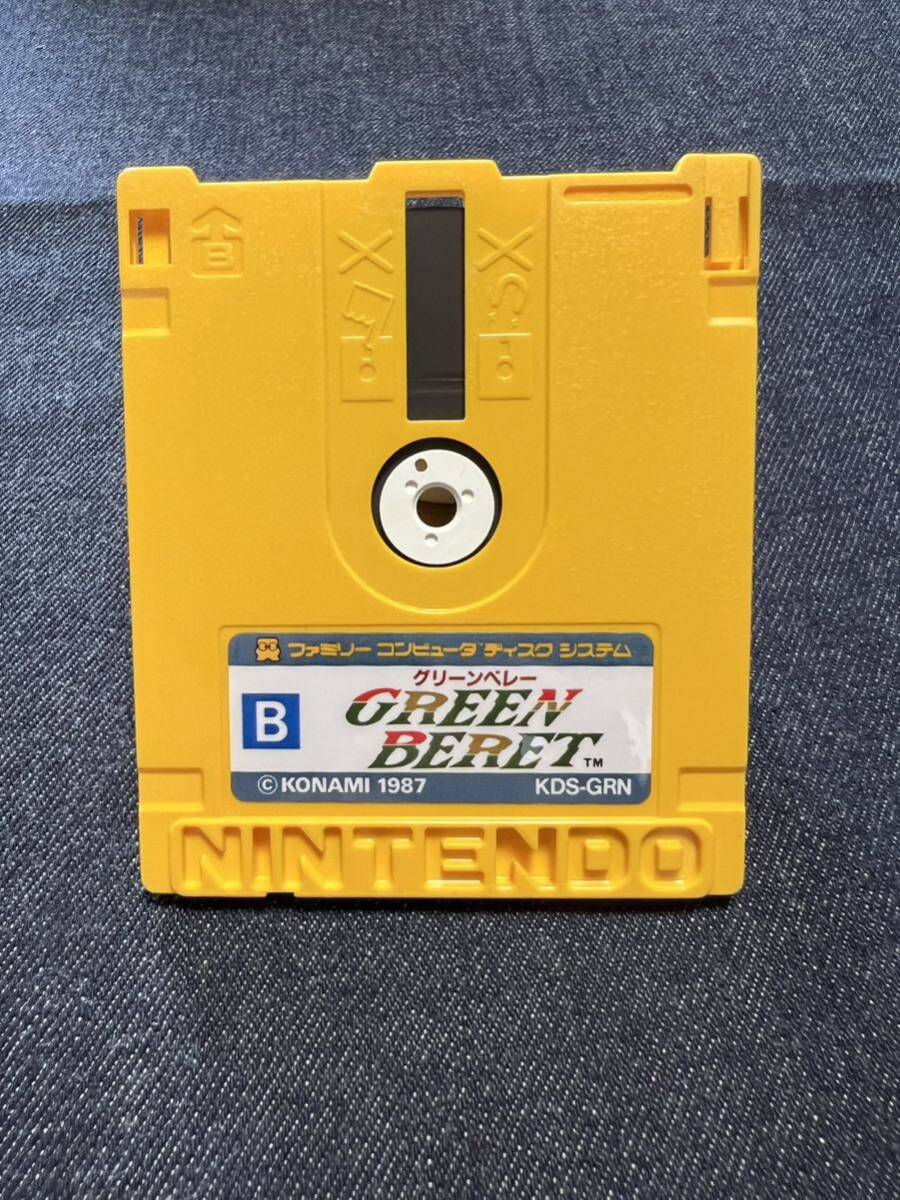 B
ファミリー コンピュータ ディスク システム
グリーンベレー
B
GREEN
BERET™
©KONAMI 1987 KDS-GRN
NINTENDO